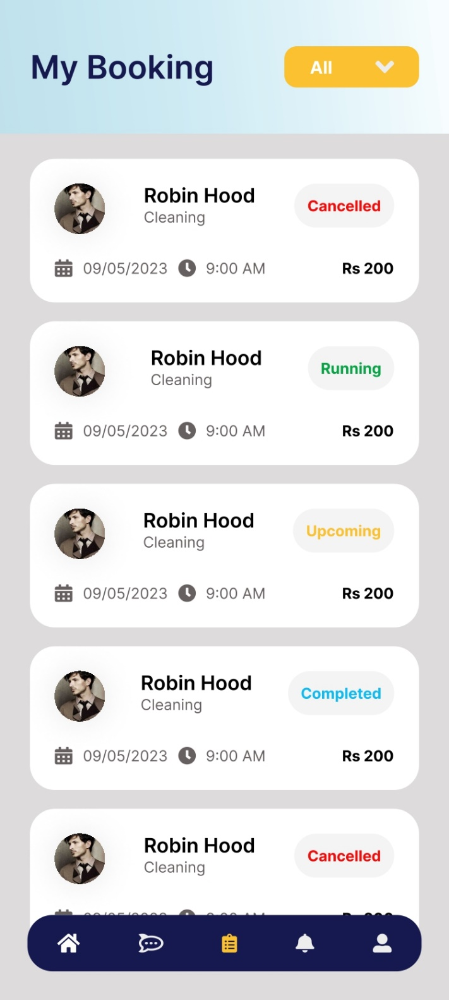 My Booking All
Robin Hood Cancelled
Cleaning
09/05/2023 9:00 AM Rs 200
Robin Hood Running
Cleaning
09/05/2023 9:00 AM Rs 200
Robin Hood Upcoming
Cleaning
09/05/2023 9:00 AM Rs 200
Robin Hood Completed
Cleaning
09/05/2023 9:00 AM Rs 200
Robin Hood Cancelled
Cleaning